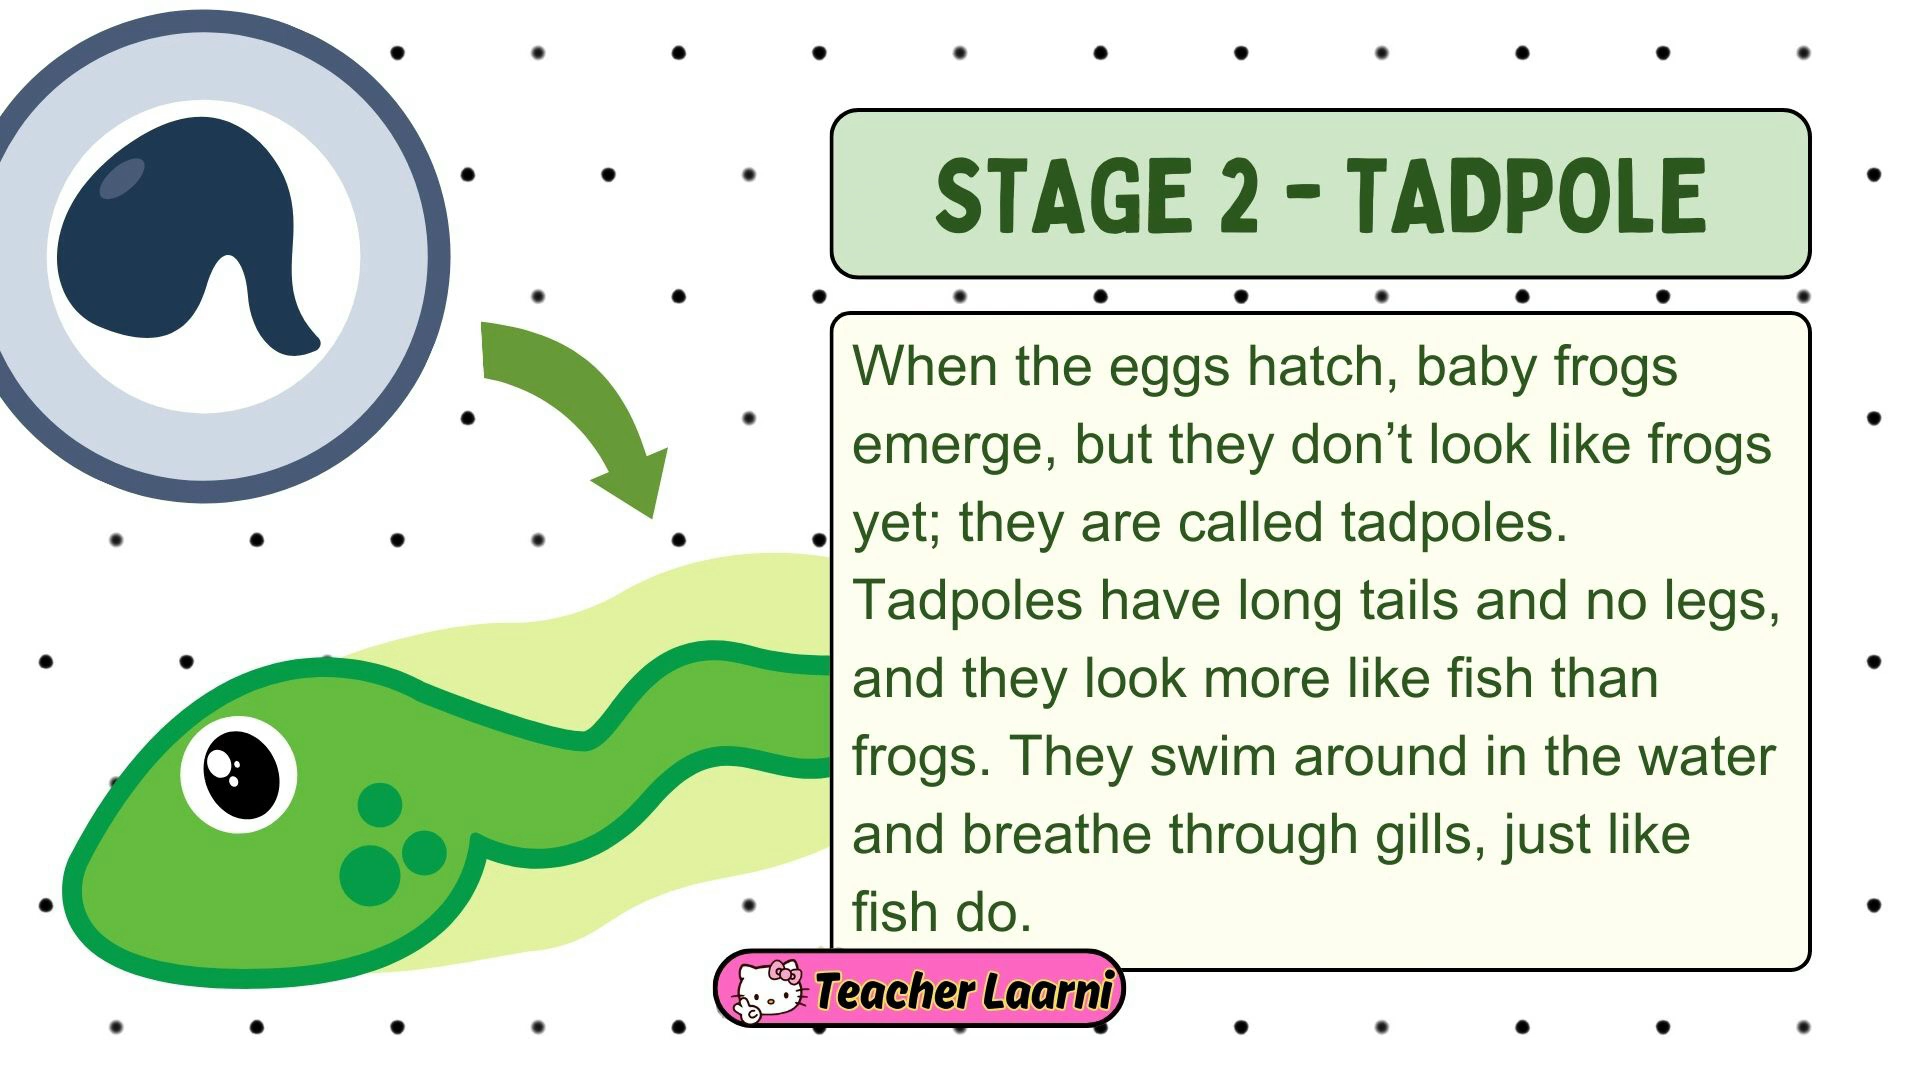 STAGE 2 - TADPOLE
When the eggs hatch, baby frogs
emerge, but they don’t look like frogs
yet; they are called tadpoles.
Tadpoles have long tails and no legs,
and they look more like fish than
frogs. They swim around in the water
and breathe through gills, just like
fish do.
Teacher Laarni